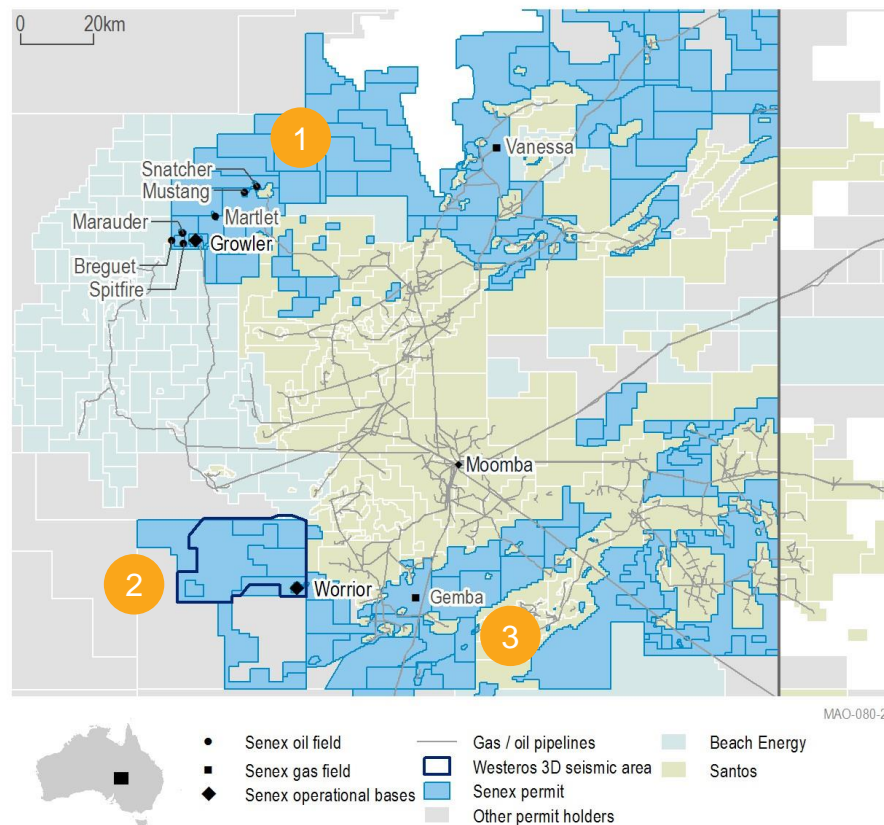 0 20km
1
Vanessa
Snatcher
Mustang
Martlet
Marauder
Growler
Breguet
Spitfire
Moomba
2
Worrior
Gemba
3
MAO-080-2
Senex oil field
Senex gas field
Senex operational bases
Gas / oil pipelines
Westeros 3D seismic area
Senex permit
Other permit holders
Beach Energy
Santos